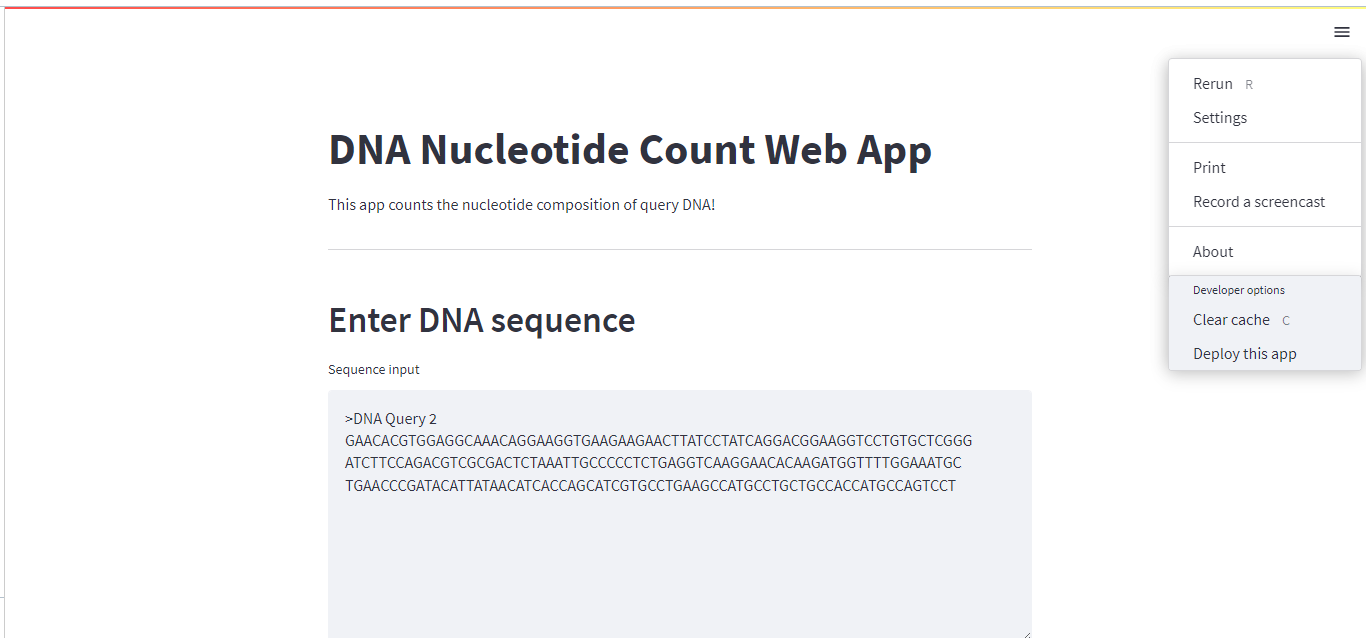 DNA Nucleotide Count Web App
This app counts the nucleotide composition of query DNA!
Enter DNA sequence
Sequence input
>DNA Query 2
GAACACGTGGAGGCAAACAGGAAGGTGAAGAAGAACTTATCCTATCAGGACGGAAGGTCCTGTGCTCGGG
ATCTTCCAGACGTCGCGACTCTAAATTGCCCCCTCTGAGGTCAAGGAACACAAGATGGTTTTGGAAATGC
TGAACCCGATACATTATAACATCACCAGCATCGTGCCTGAAGCCATGCCTGCTGCCACCATGCCAGTCCT
Rerun R
Settings
Print
Record a screencast
About
Developer options
Clear cache C
Deploy this app